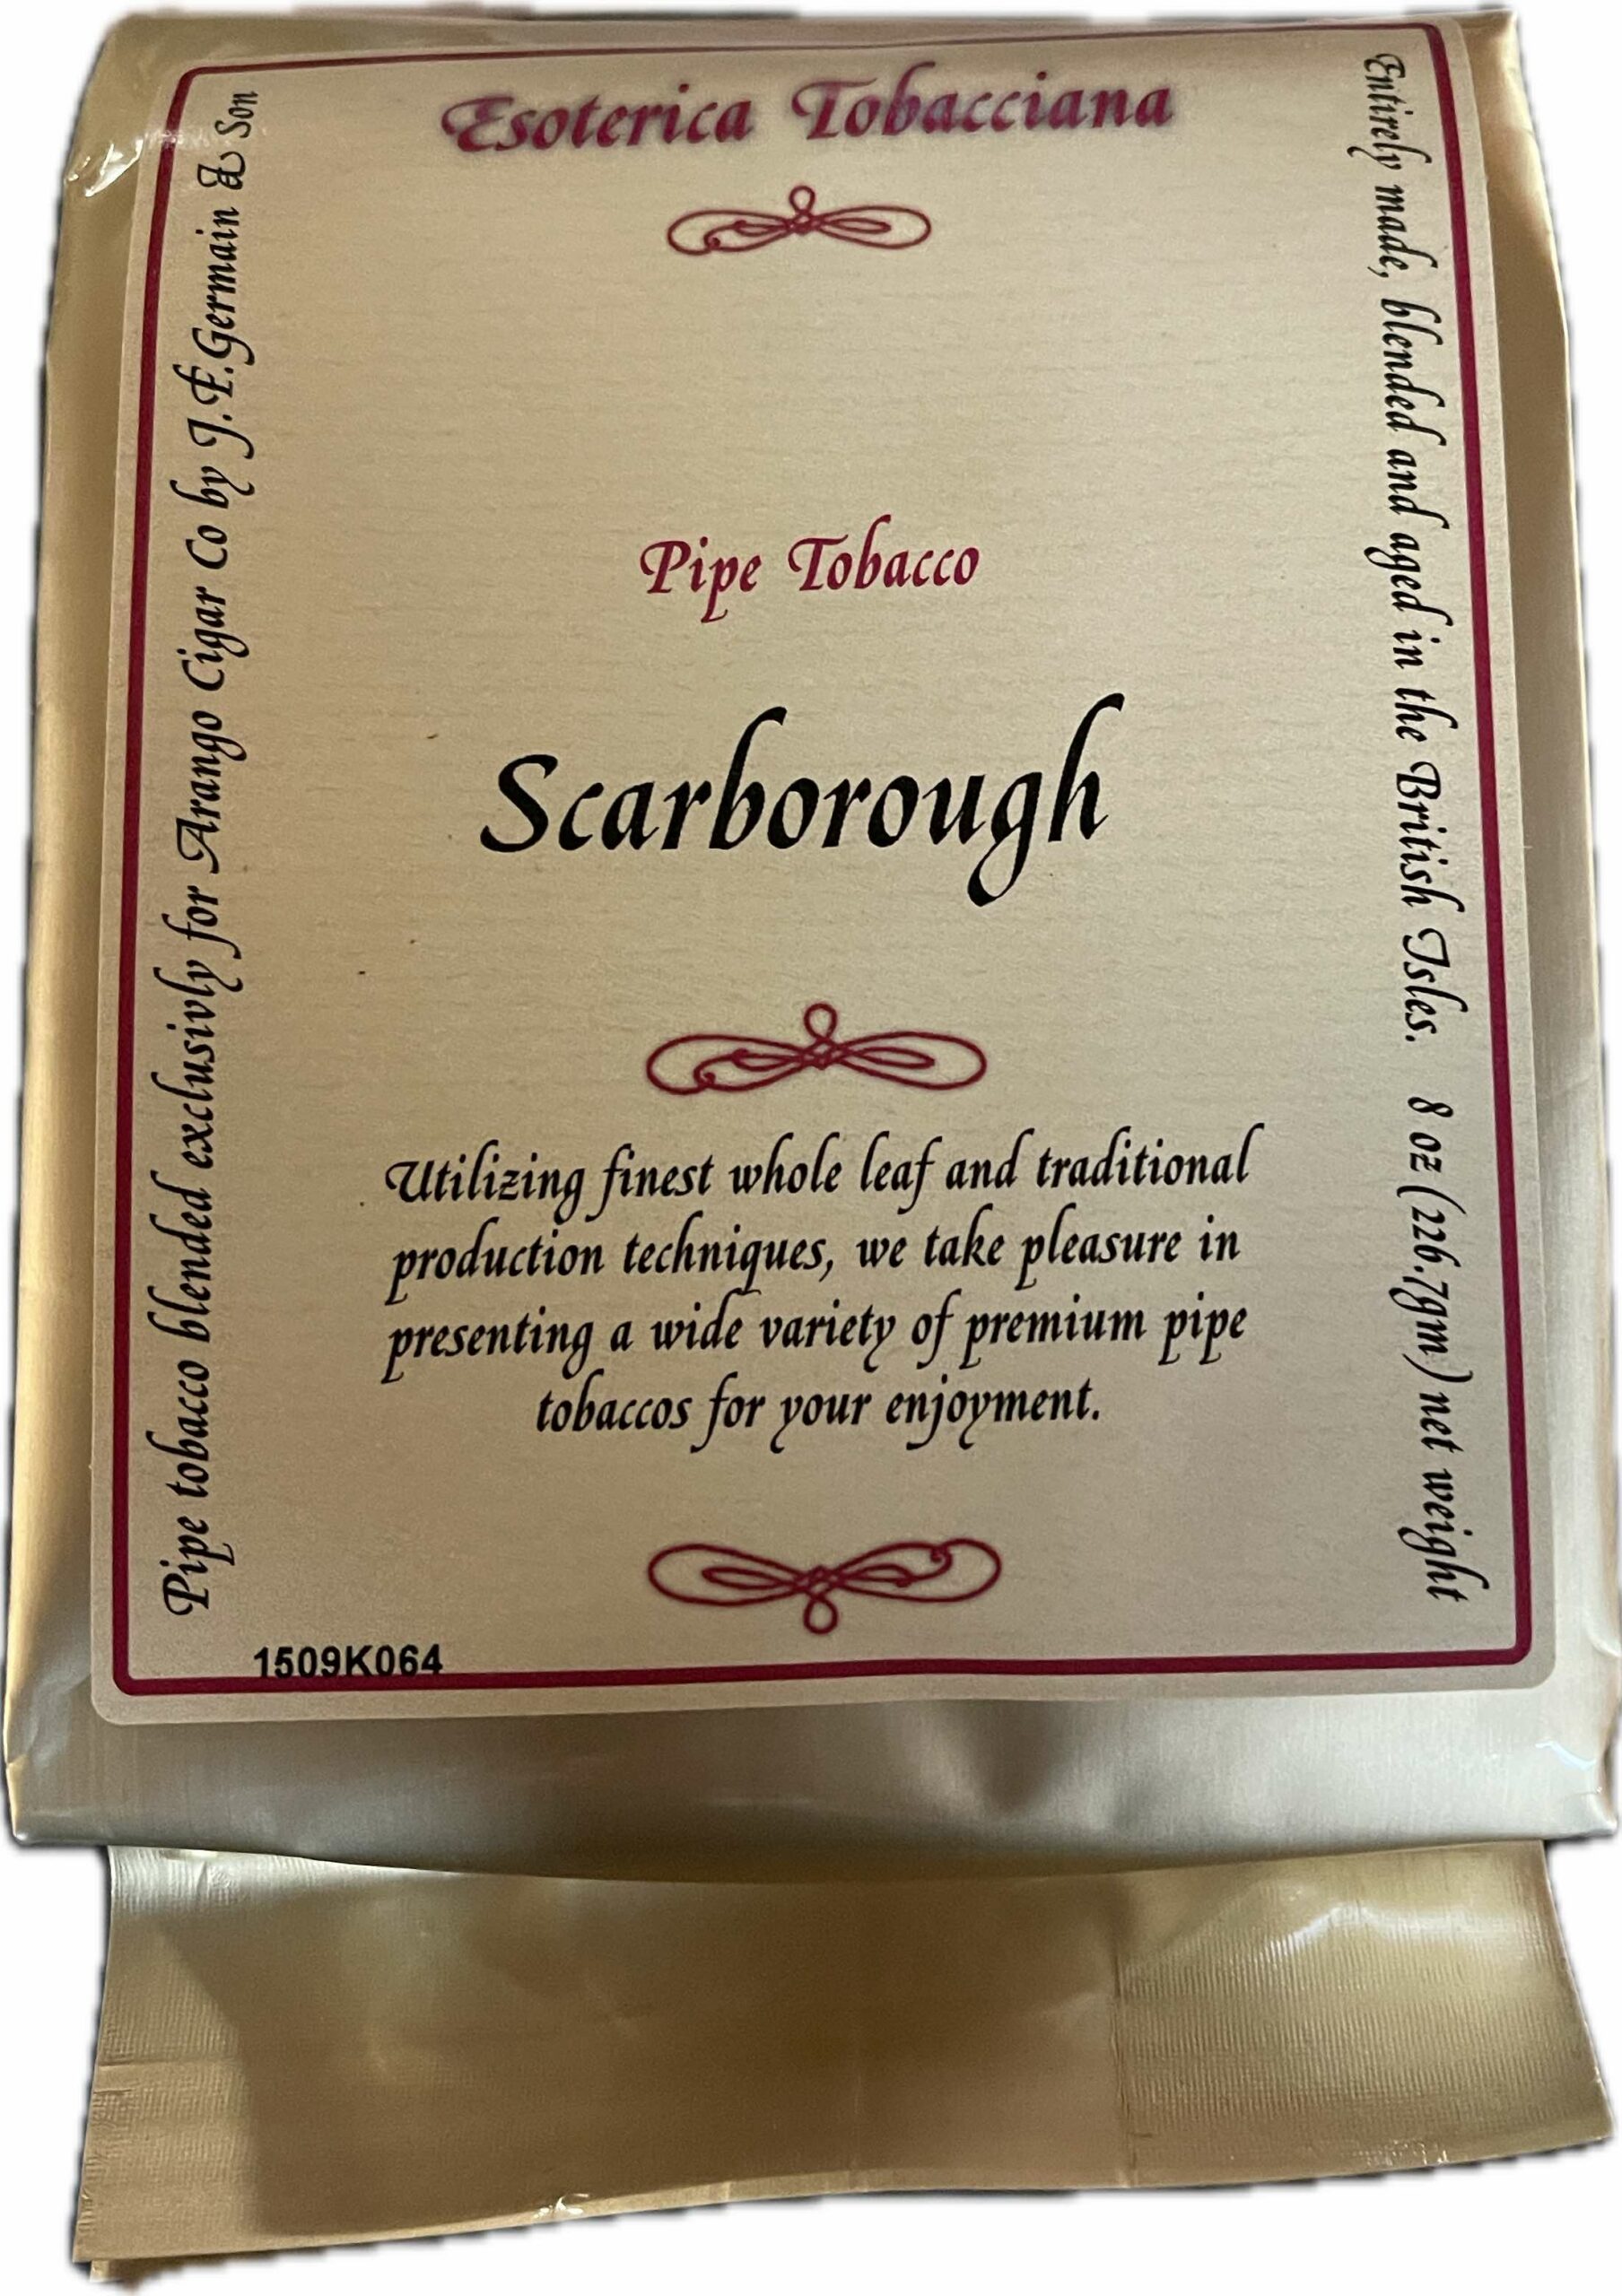 Esoterica Tobacciana
Pipe Tobacco
Scarborough
Utilizing finest whole leaf and traditional
production techniques, we take pleasure in
presenting a wide variety of premium pipe
tobaccos for your enjoyment.
Pipe tobacco blended exclusivly for Arango Cigar Co by J.F.Germain & Son
Entirely made, blended and aged in the British Isles. 8 oz (226.7gm) net weight
1509K064